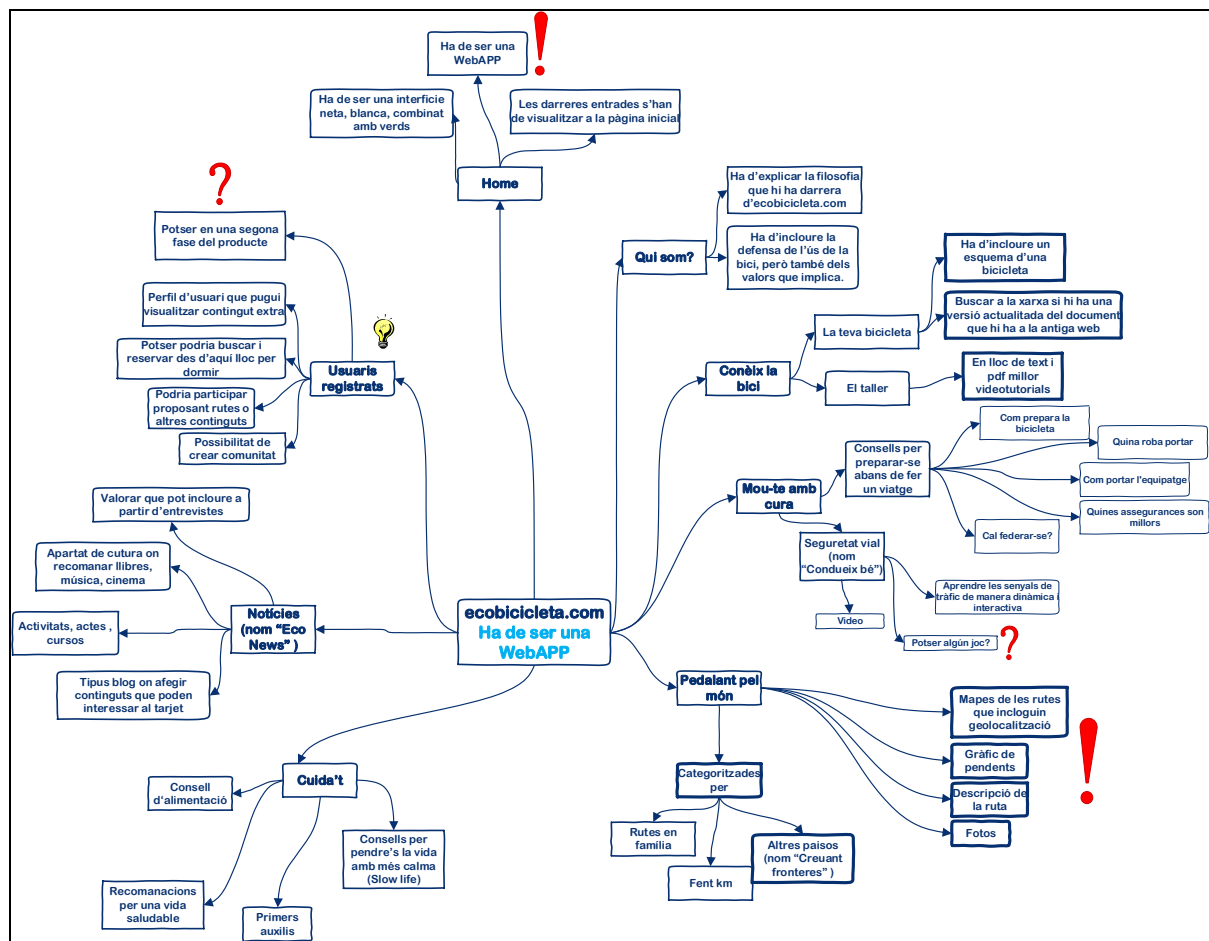 Ha de ser una
WebAPP
!
Ha de ser una interficie
neta, blanca, combinat
amb verds
Les darreres entrades s’han
de visualitzar a la pàgina inicial
Home
?
Potser en una segona
fase del producte
Perfil d’usuari que pugui
visualitzar contingut extra
Potser podria buscar i
reservar des d’aquí lloc per
dormir
Podria participar
proposant rutes o
altres continguts
Possibilitat de
crear comunitat
Usuaris
registrats
Qui som?
Ha d’explicar la filosofia
que hi ha darrera
d’ecobicicleta.com
Ha d’incloure la
defensa de l’ús de la
bici, però també dels
valors que implica.
Conèix la
bici
La teva bicicleta
Ha d’incloure un
esquema d’una
bicicleta
Buscar a la xarxa si hi ha una
versió actualitada del document
que hi ha a la antiga web
El taller
En lloc de text i
pdf millor
videotutorials
Mou-te amb
cura
Consells per
preparar-se
abans de fer
un viatge
Com prepara la
bicicleta
Quina roba portar
Com portar l'equipatge
Quines assegurances son
millors
Cal federar-se?
Seguretat vial
(nom
“Condueix bé”)
Video
Aprendre les senyals de
tràfic de manera dinàmica i
interactiva
Potser algún joc?
?
Valorar que pot incloure a
partir d’entrevistes
Apartat de cutura on
recomanar llibres,
música, cinema
Activitats, actes ,
cursos
Tipus blog on afegir
continguts que poden
interessar al tarjet
Notícies
(nom “Eco
News” )
ecobicicleta.com
Ha de ser una
WebAPP
Pedalant pel
món
Mapes de les rutes
que incloguin
geolocalització
Gràfic de
pendents
Descripció de
la ruta
Fotos
!
Categoritzades
per
Rutes en
família
Fent km
Altres paisos
(nom “Creuant
fronteres” )
Cuida’t
Consell
d’alimentació
Recomanacions
per una vida
saludable
Primers
auxilis
Consells per
pendre’s la vida
amb mès calma
(Slow life)